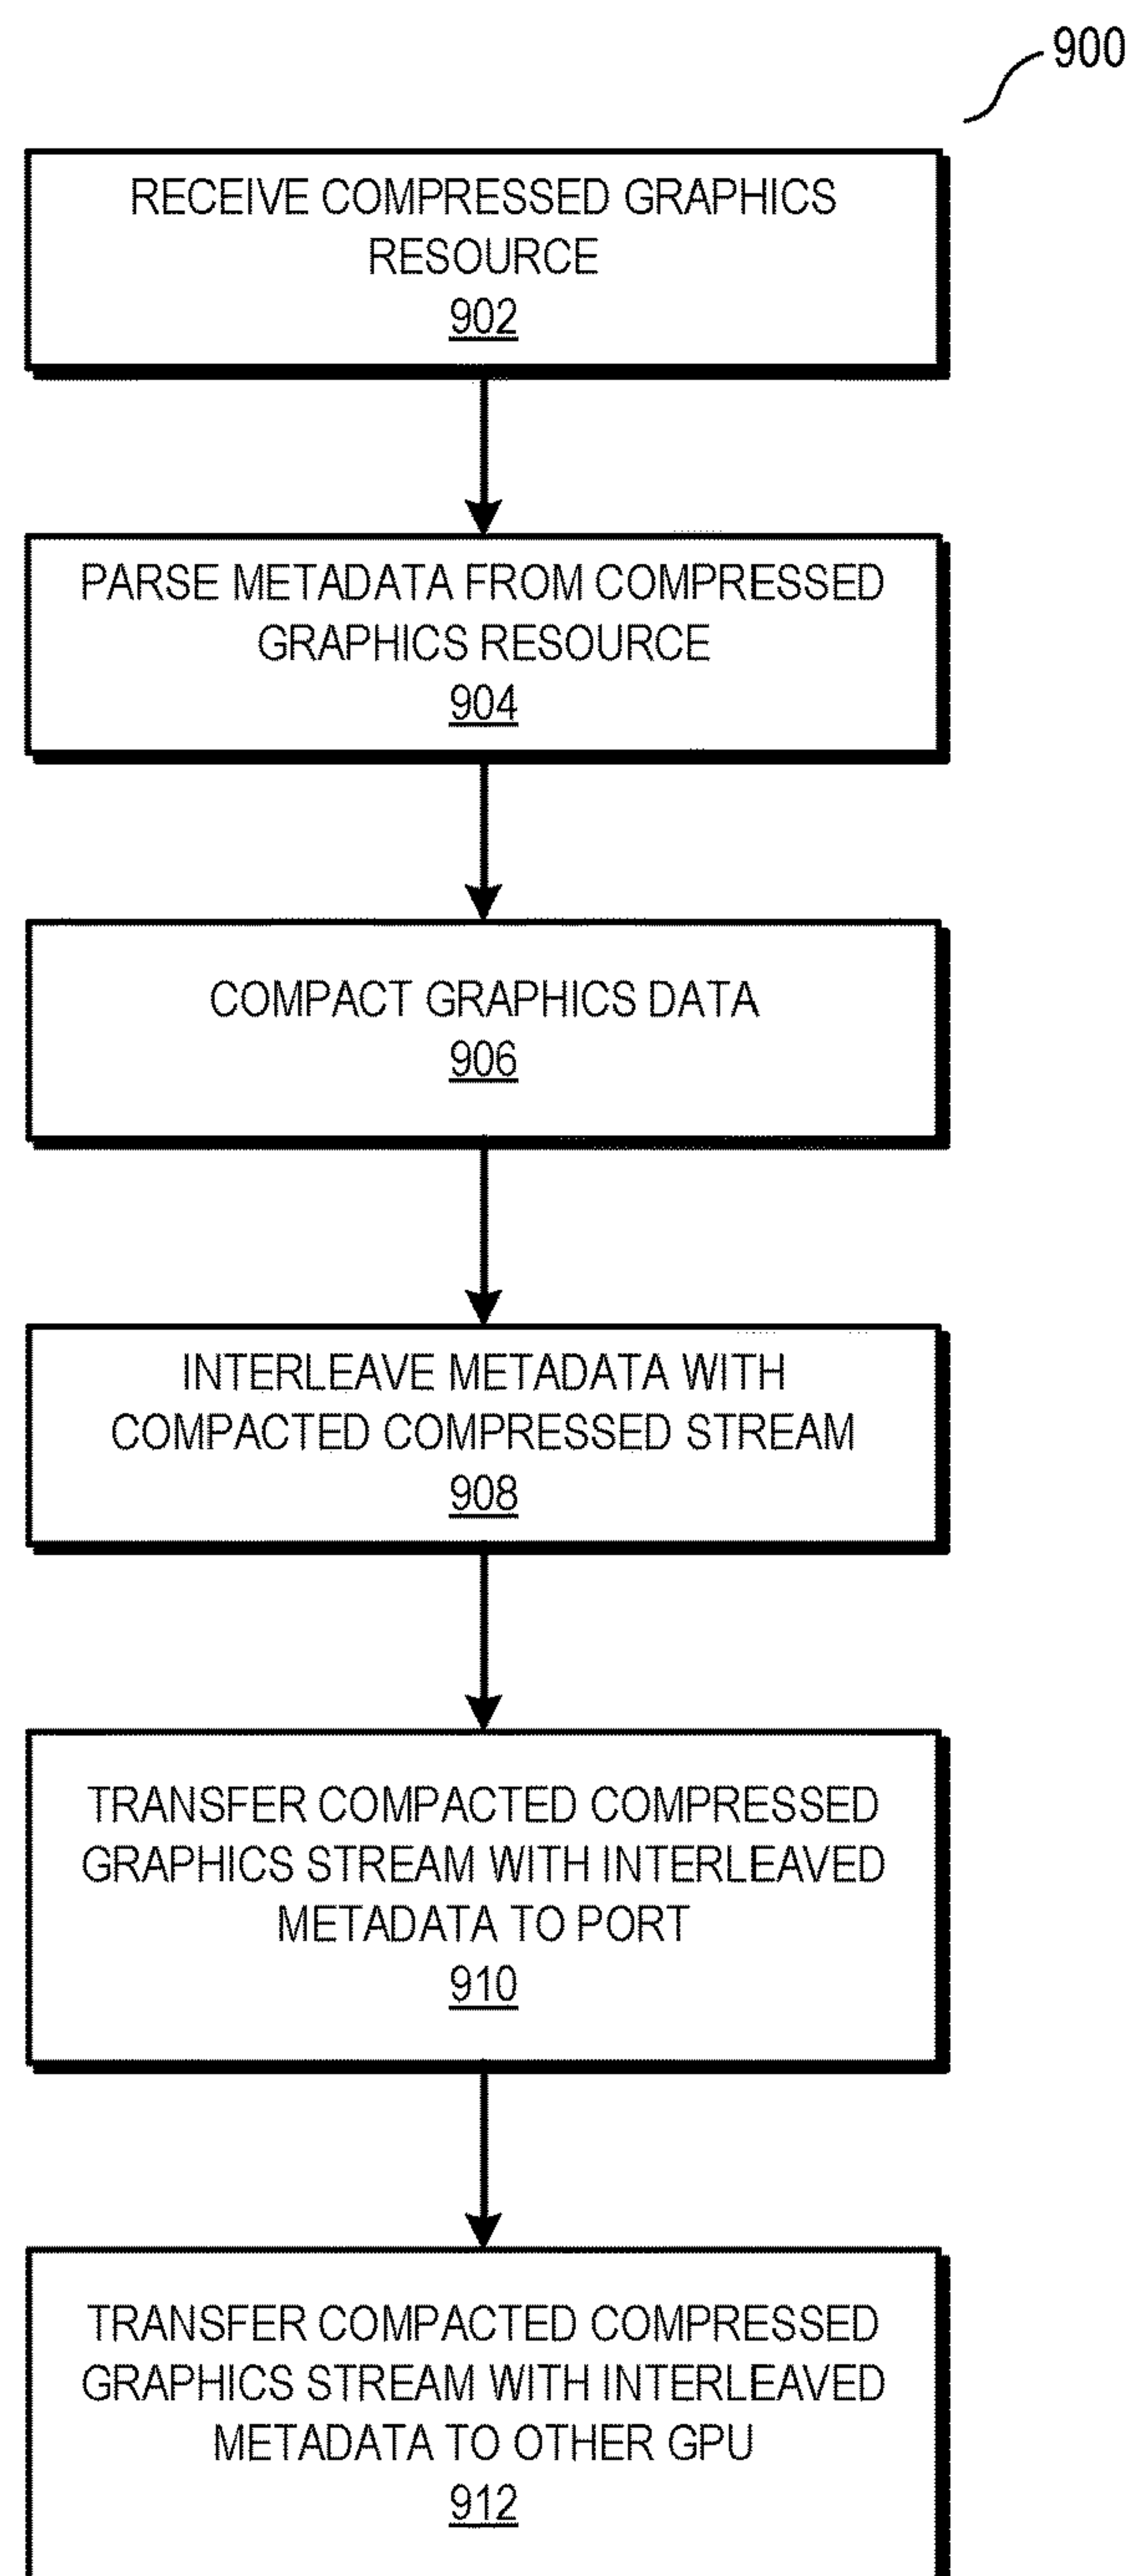 900
RECEIVE COMPRESSED GRAPHICS
RESOURCE
902
PARSE METADATA FROM COMPRESSED
GRAPHICS RESOURCE
904
COMPACT GRAPHICS DATA
906
INTERLEAVE METADATA WITH
COMPACTED COMPRESSED STREAM
908
TRANSFER COMPACTED COMPRESSED
GRAPHICS STREAM WITH INTERLEAVED
METADATA TO PORT
910
TRANSFER COMPACTED COMPRESSED
GRAPHICS STREAM WITH INTERLEAVED
METADATA TO OTHER GPU
912